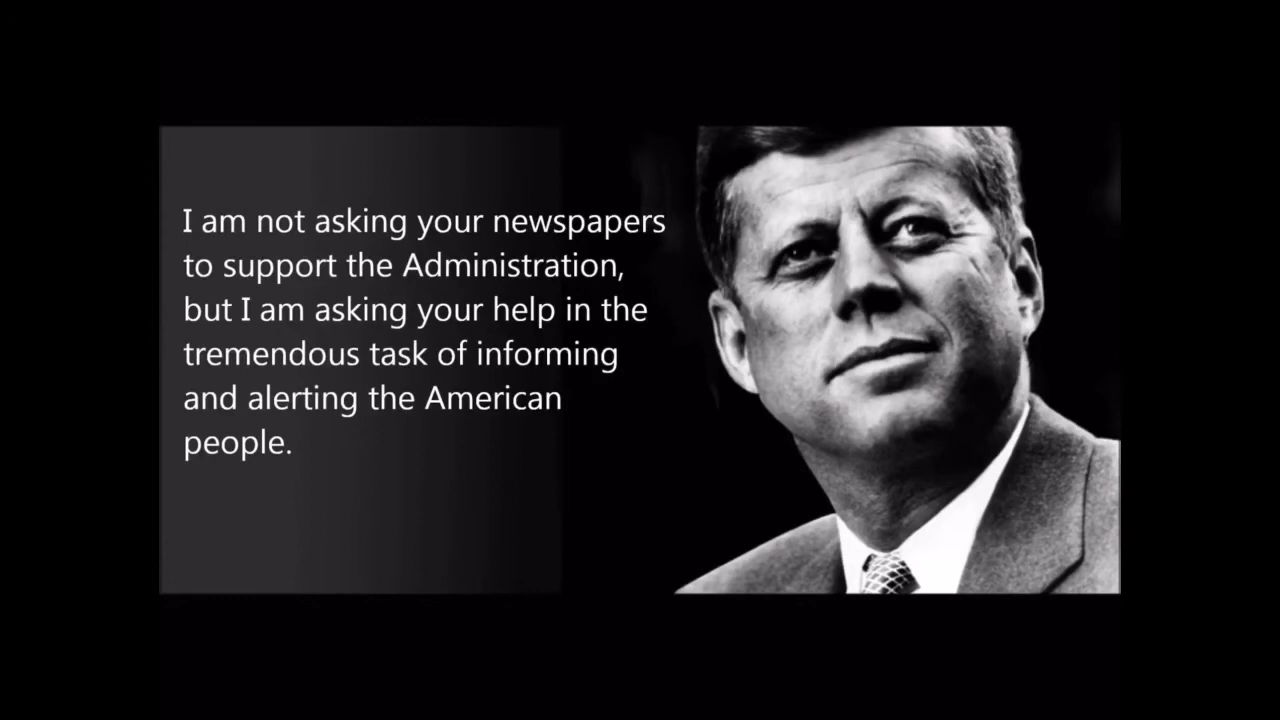 I am not asking your newspapers
to support the Administration,
but I am asking your help in the
tremendous task of informing
and alerting the American
people.